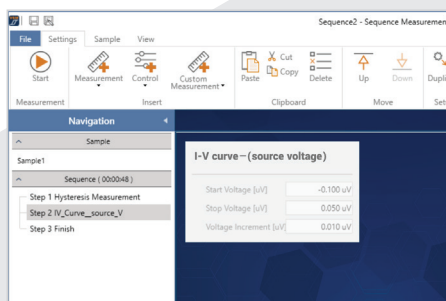 Sequence2 - Sequence Measuremen
File Settings Sample View
Start Measurement Control Custom Measurement Paste Cut Copy Delete Up Down Duplic
Measurement Insert Clipboard Move Set
Navigation
Sample
Sample1
Sequence ( 00:00:48 )
Step 1 Hysteresis Measurement
Step 2 IV_Curve_source_V
Step 3 Finish
I-V curve-(source voltage)
Start Voltage [uV] -0.100 uV
Stop Voltage [uV] 0.050 uV
Voltage Increment [uV] 0.010 uV